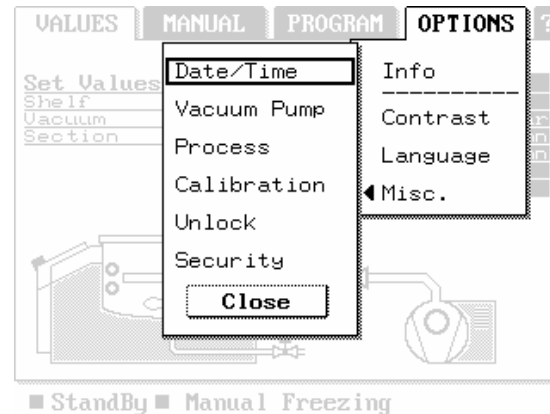 VALUES MANUAL PROGRAM OPTIONS ?
Set Values
Shelf
Vacuum
Section
Date/Time
Vacuum Pump
Process
Calibration
Unlock
Security
Close
Info
Contrast
Language
Misc.
StandBy Manual Freezing